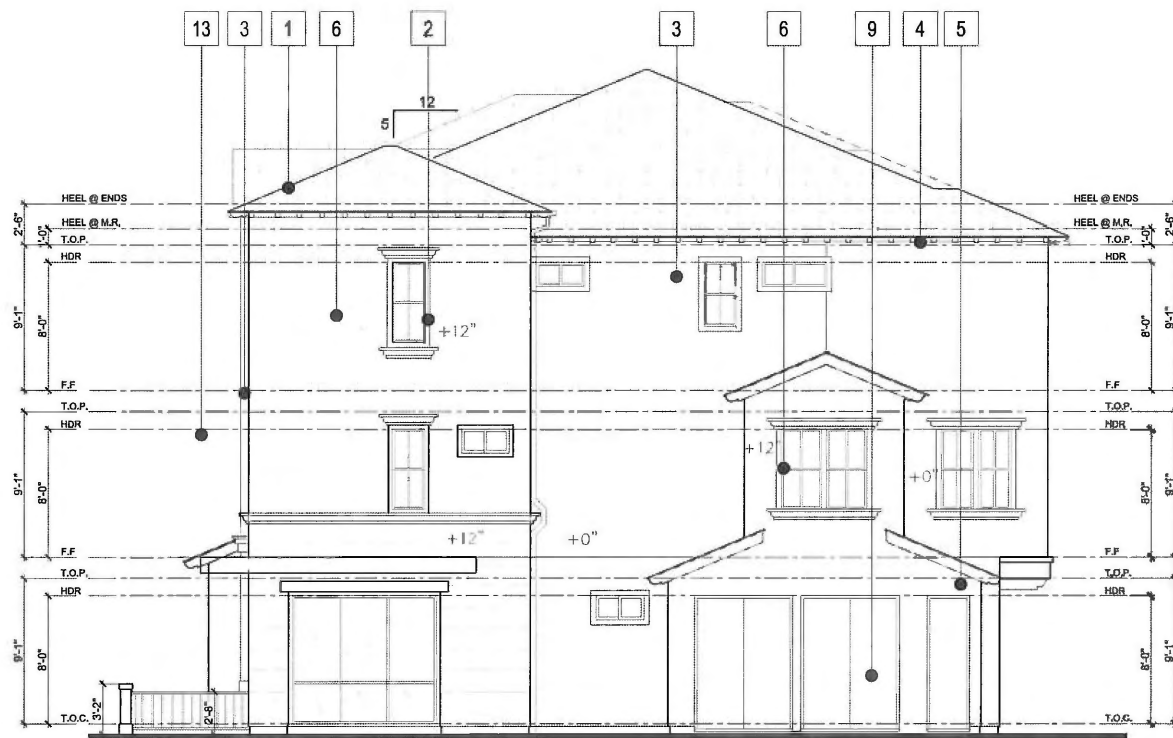 13 3 1 6 2 3 6 9 4 5
12
5
HEEL @ ENDS HEEL @ ENDS
2'-6" 2'-6"
HEEL @ M.R. HEEL @ M.R.
1'-0" 1'-0"
T.O.P. T.O.P.
HDR HDR
9'-1" 8'-0" +12" 8'-0" 9'-1"
F.F F.F
T.O.P. T.O.P.
HDR HDR
9'-1" 8'-0" +12" +0" 8'-0" 9'-1"
+12" +0"
F.F F.F
T.O.P. T.O.P.
HDR HDR
9'-1" 8'-0" 8'-0" 9'-1"
3'-2" 2'-8"
T.O.C. T.O.C.